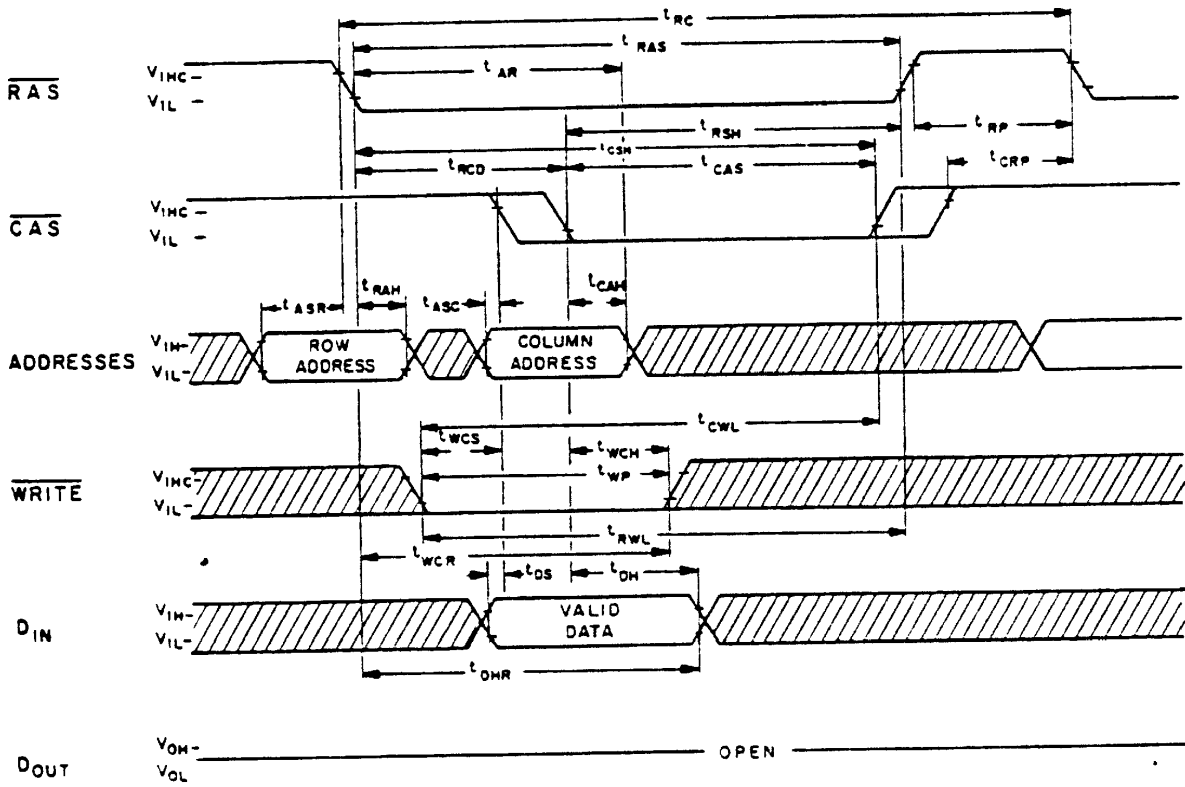 tRC
tRAS
tAR
RAS
VIHC
VIL
tRSH
tRP
tCSH
tRCD
tCAS
tCRP
CAS
VIHC
VIL
tASR
tRAH
tASC
tCAH
ADDRESSES
VIH
VIL
ROW
ADDRESS
COLUMN
ADDRESS
tCWL
tWCS
tWCH
tWP
WRITE
VIHC
VIL
tRWL
tWCR
tDS
tDH
DIN
VIH
VIL
VALID
DATA
tDHR
DOUT
VOH
VOL
OPEN